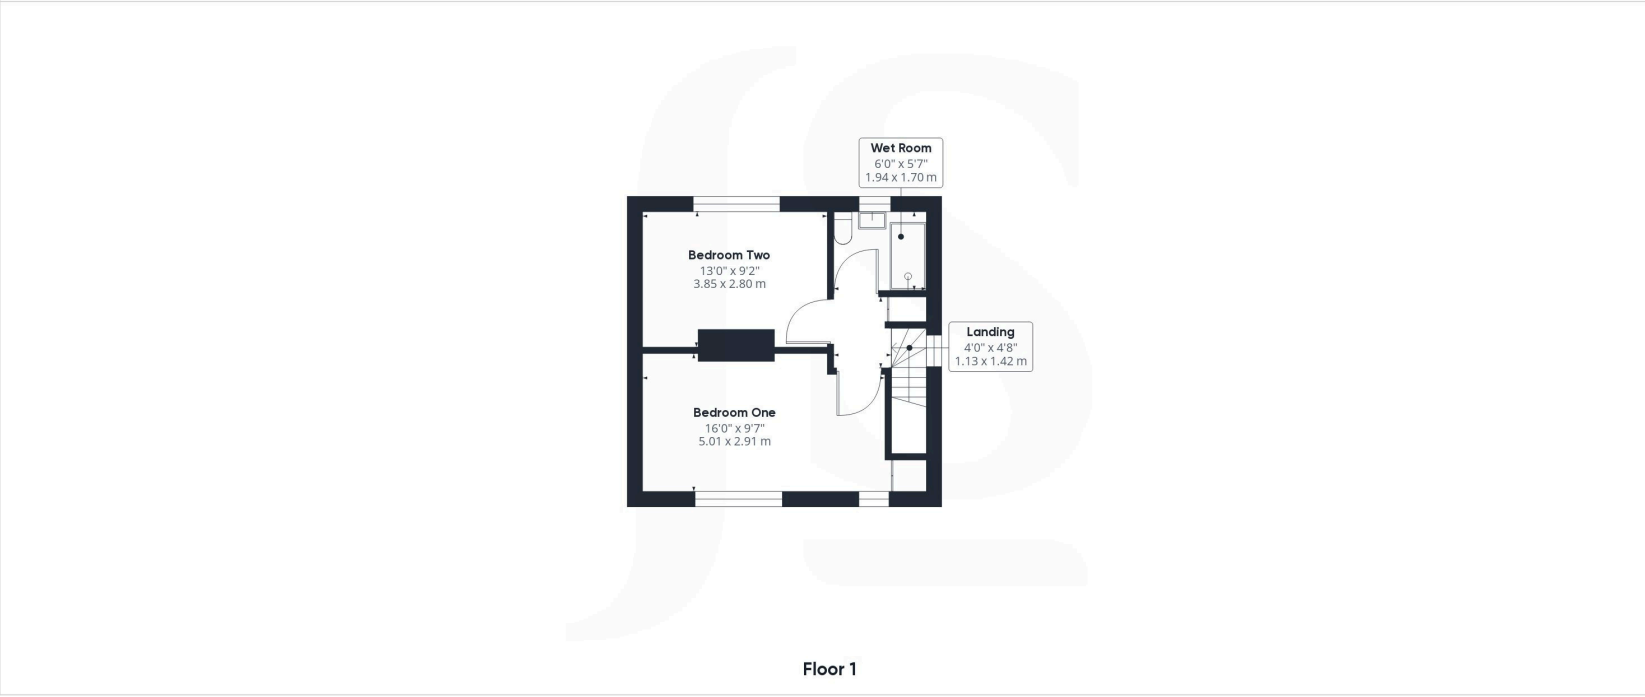 Wet Room
6'0" x 5'7"
1.94 x 1.70 m
Bedroom Two
13'0" x 9'2"
3.85 x 2.80 m
Landing
4'0" x 4'8"
1.13 x 1.42 m
Bedroom One
16'0" x 9'7"
5.01 x 2.91 m
Floor 1